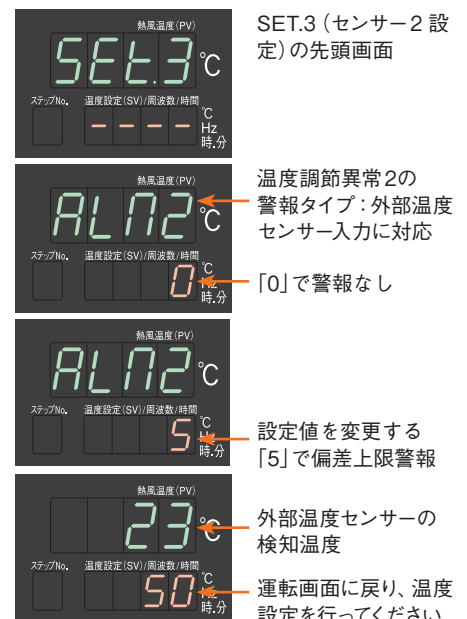 熱風温度(PV)
SEt.3 ℃
ステップNo. 温度設定(SV)/周波数/時間
- - - - ℃
Hz
時.分
SET.3(センサー2 設
定)の先頭画面
熱風温度(PV)
ALM2 ℃
ステップNo. 温度設定(SV)/周波数/時間
0 ℃
Hz
時.分
温度調節異常2の
警報タイプ:外部温度
センサー入力に対応
「0」で警報なし
熱風温度(PV)
ALM2 ℃
ステップNo. 温度設定(SV)/周波数/時間
5 ℃
Hz
時.分
設定値を変更する
「5」で偏差上限警報
熱風温度(PV)
23 ℃
ステップNo. 温度設定(SV)/周波数/時間
50 ℃
Hz
時.分
外部温度センサーの
検知温度
運転画面に戻り、温度
設定を行ってください